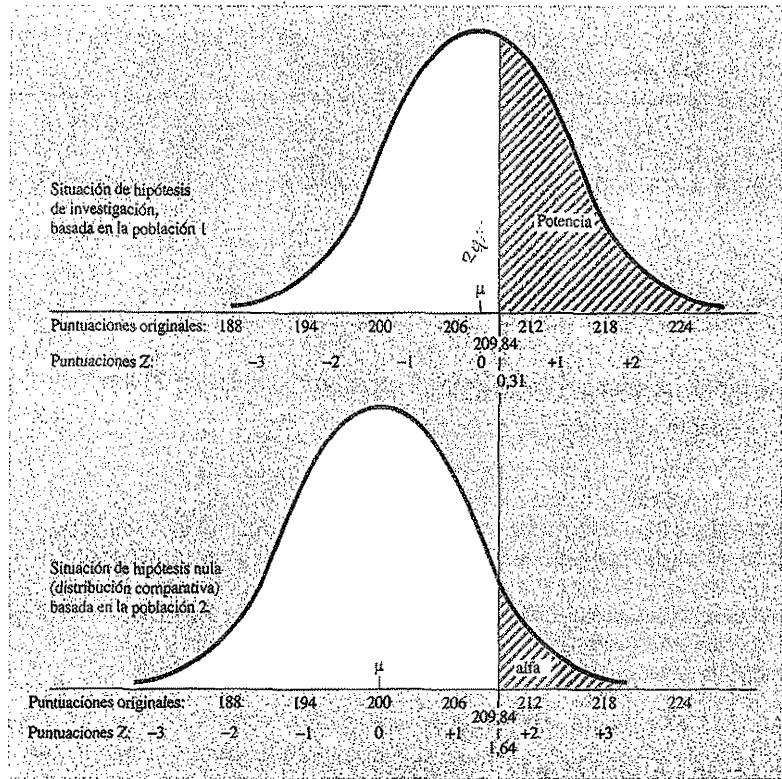 Situación de hipótesis
de investigación,
basada en la población 1
Potencia
μ
Puntuaciones originales: 188 194 200 206 212 218 224
209,84
Puntuaciones Z: -3 -2 -1 0 +1 +2
0,31
Situación de hipótesis nula
(distribución comparativa)
basada en la población 2
μ
alfa
Puntuaciones originales: 188 194 200 206 212 218 224
209,84
Puntuaciones Z: -3 -2 -1 0 +1 +2 +3
1,64